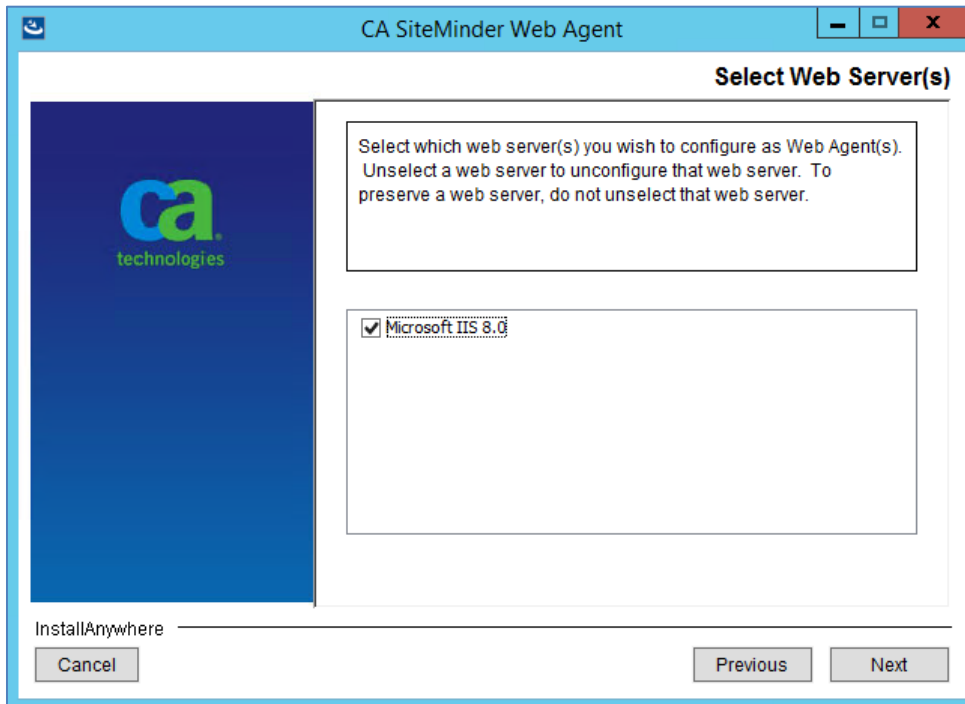 CA SiteMinder Web Agent
Select Web Server(s)
ca
technologies
Select which web server(s) you wish to configure as Web Agent(s).
Unselect a web server to unconfigure that web server. To
preserve a web server, do not unselect that web server.
Microsoft IIS 8.0
InstallAnywhere
Cancel
Previous
Next